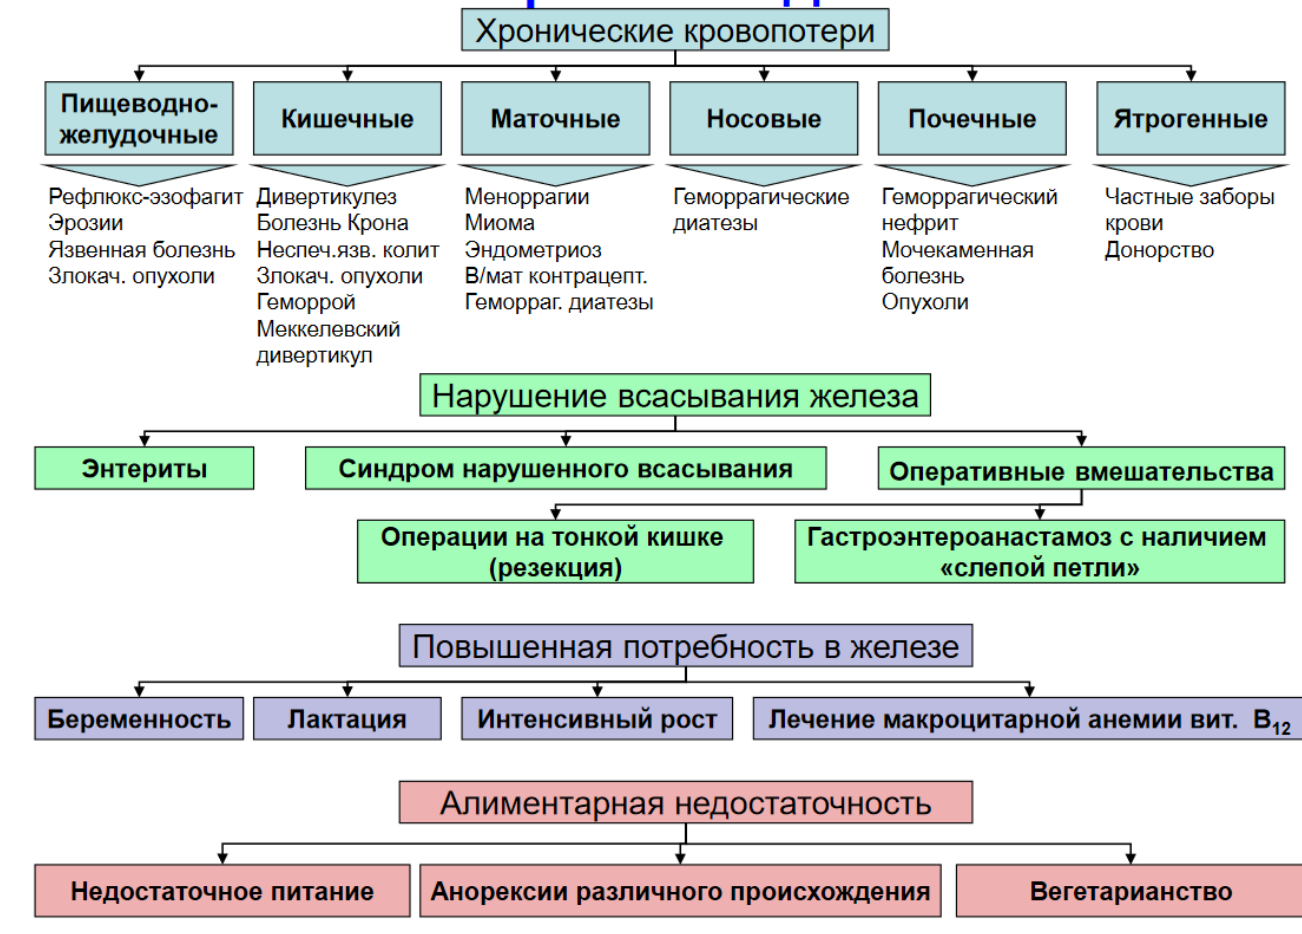 Хронические кровопотери
Пищеводно-
желудочные
Кишечные
Маточные
Носовые
Почечные
Ятрогенные
Рефлюкс-эзофагит
Эрозии
Язвенная болезнь
Злокач. опухоли
Дивертикулез
Болезнь Крона
Неспеч.язв. колит
Злокач. опухоли
Геморрой
Меккелевский
дивертикул
Меноррагии
Миома
Эндометриоз
В/мат контрацепт.
Геморраг. диатезы
Геморрагические
диатезы
Геморрагический
нефрит
Мочекаменная
болезнь
Опухоли
Частные заборы
крови
Донорство
Нарушение всасывания железа
Энтериты
Синдром нарушенного всасывания
Оперативные вмешательства
Операции на тонкой кишке
(резекция)
Гастроэнтероанастамоз с наличием
«слепой петли»
Повышенная потребность в железе
Беременность
Лактация
Интенсивный рост
Лечение макроцитарной анемии вит. В12
Алиментарная недостаточность
Недостаточное питание
Анорексии различного происхождения
Вегетарианство